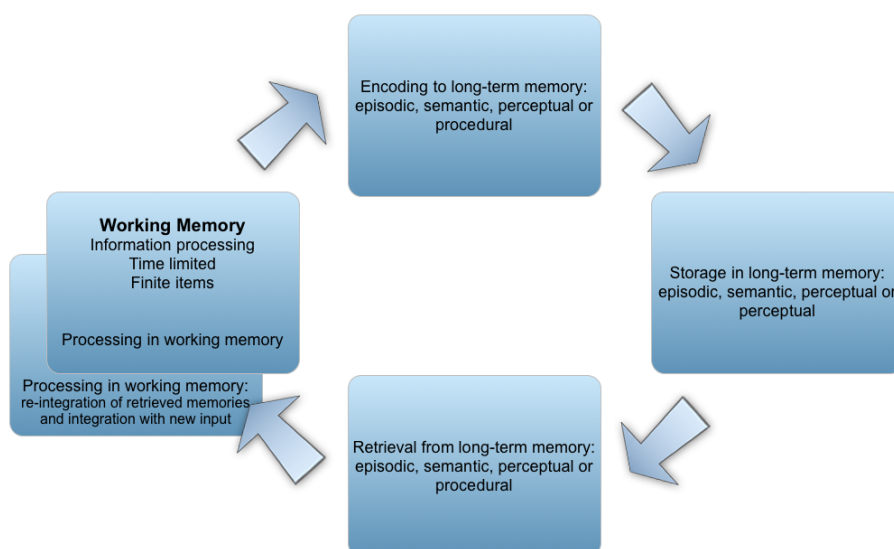 Encoding to long-term memory:
episodic, semantic, perceptual or
procedural
Working Memory
Information processing
Time limited
Finite items
Processing in working memory
Processing in working memory:
re-integration of retrieved memories
and integration with new input
Storage in long-term memory:
episodic, semantic, perceptual or
perceptual
Retrieval from long-term memory:
episodic, semantic, perceptual or
procedural